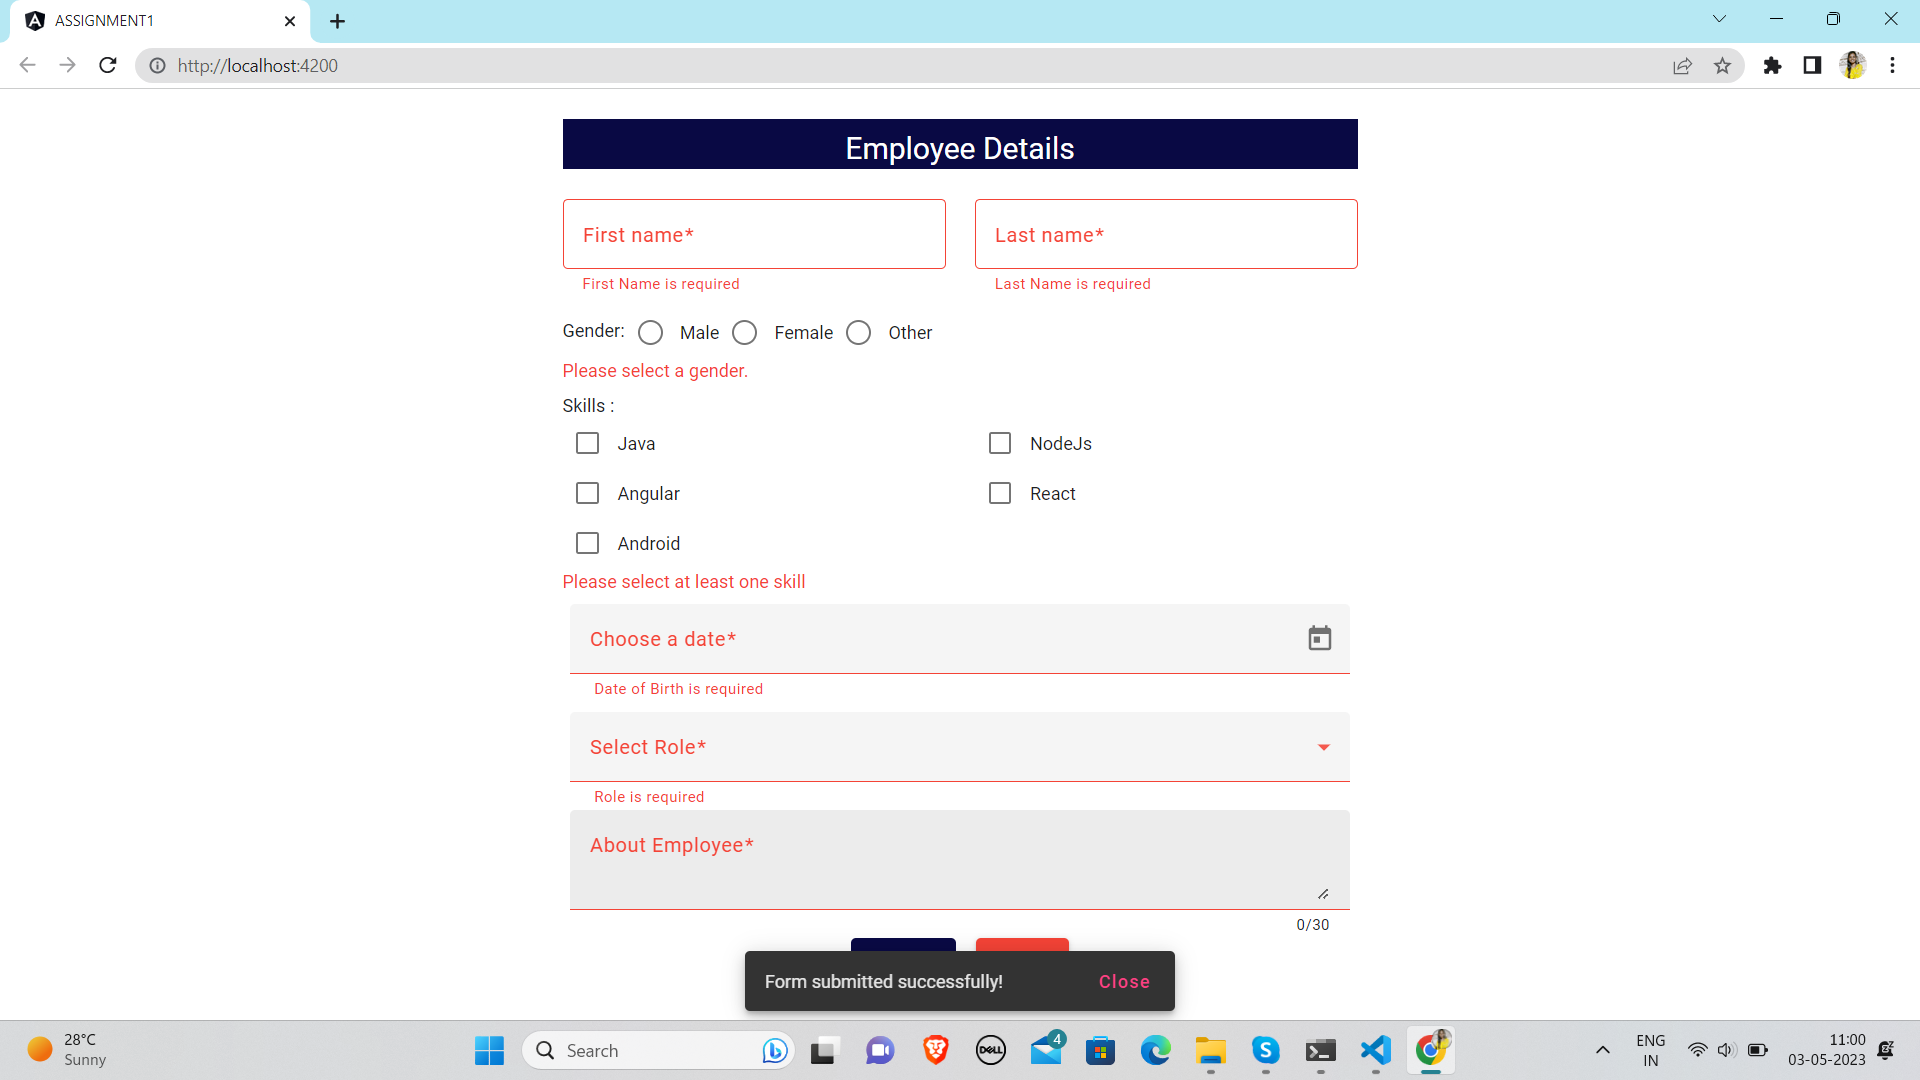 ASSIGNMENT1
http://localhost:4200
Employee Details
First name*
Last name*
First Name is required
Last Name is required
Gender: Male Female Other
Please select a gender.
Skills :
Java
NodeJs
Angular
React
Android
Please select at least one skill
Choose a date*
Date of Birth is required
Select Role*
Role is required
About Employee*
0/30
Form submitted successfully! Close
28°C
Sunny
Search
DELL
4
S
ENG
IN
11:00
03-05-2023